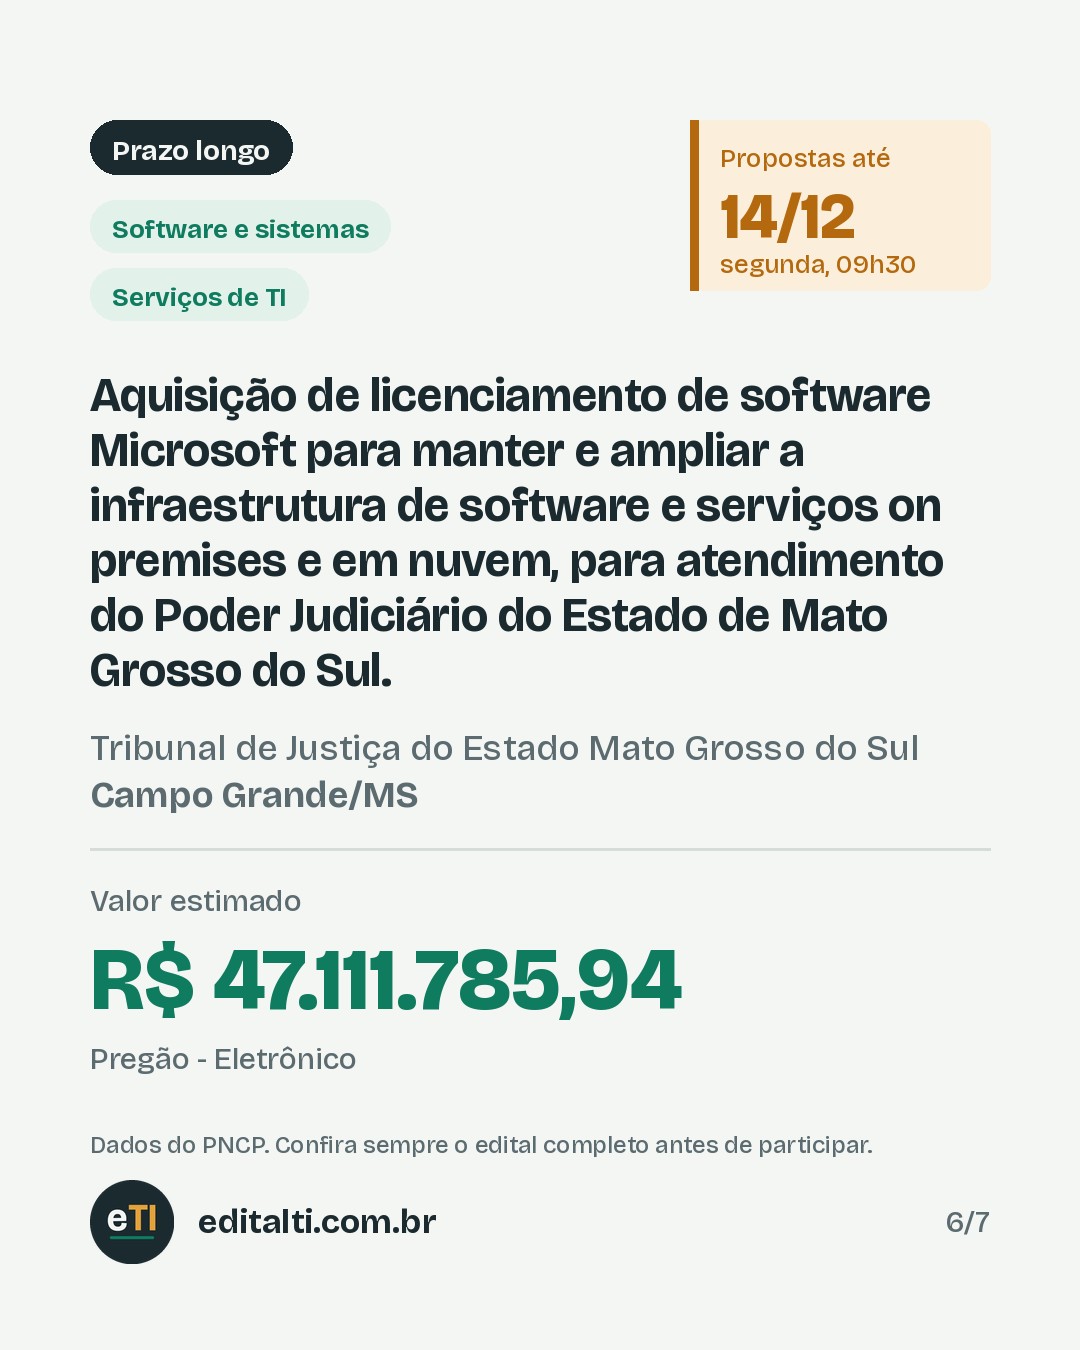 Prazo longo
Software e sistemas
Serviços de TI
Propostas até
14/12
segunda, 09h30
Aquisição de licenciamento de software
Microsoft para manter e ampliar a
infraestrutura de software e serviços on
premises e em nuvem, para atendimento
do Poder Judiciário do Estado de Mato
Grosso do Sul.
Tribunal de Justiça do Estado Mato Grosso do Sul
Campo Grande/MS
Valor estimado
R$ 47.111.785,94
Pregão - Eletrônico
Dados do PNCP. Confira sempre o edital completo antes de participar.
eTI
editalti.com.br
6/7